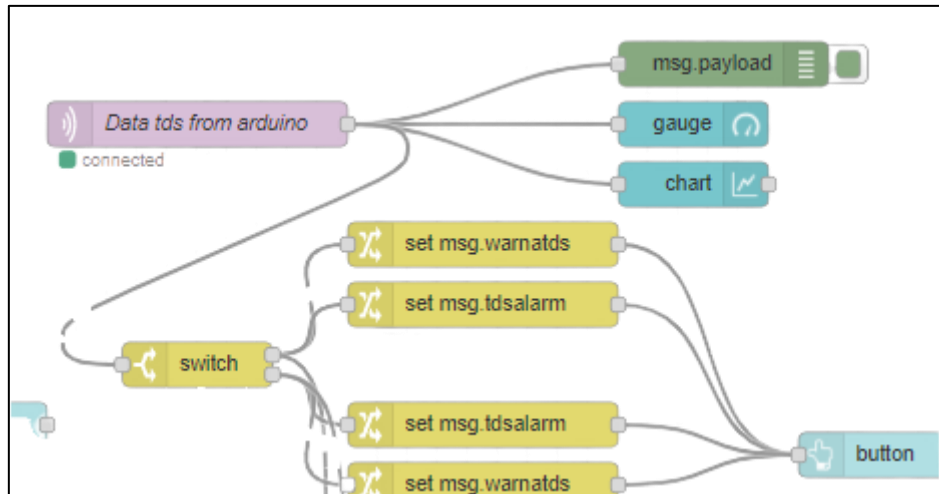 msg.payload
Data tds from arduino
gauge
connected
chart
set msg.warnatds
set msg.tdsalarm
switch
set msg.tdsalarm
button
set msg.warnatds